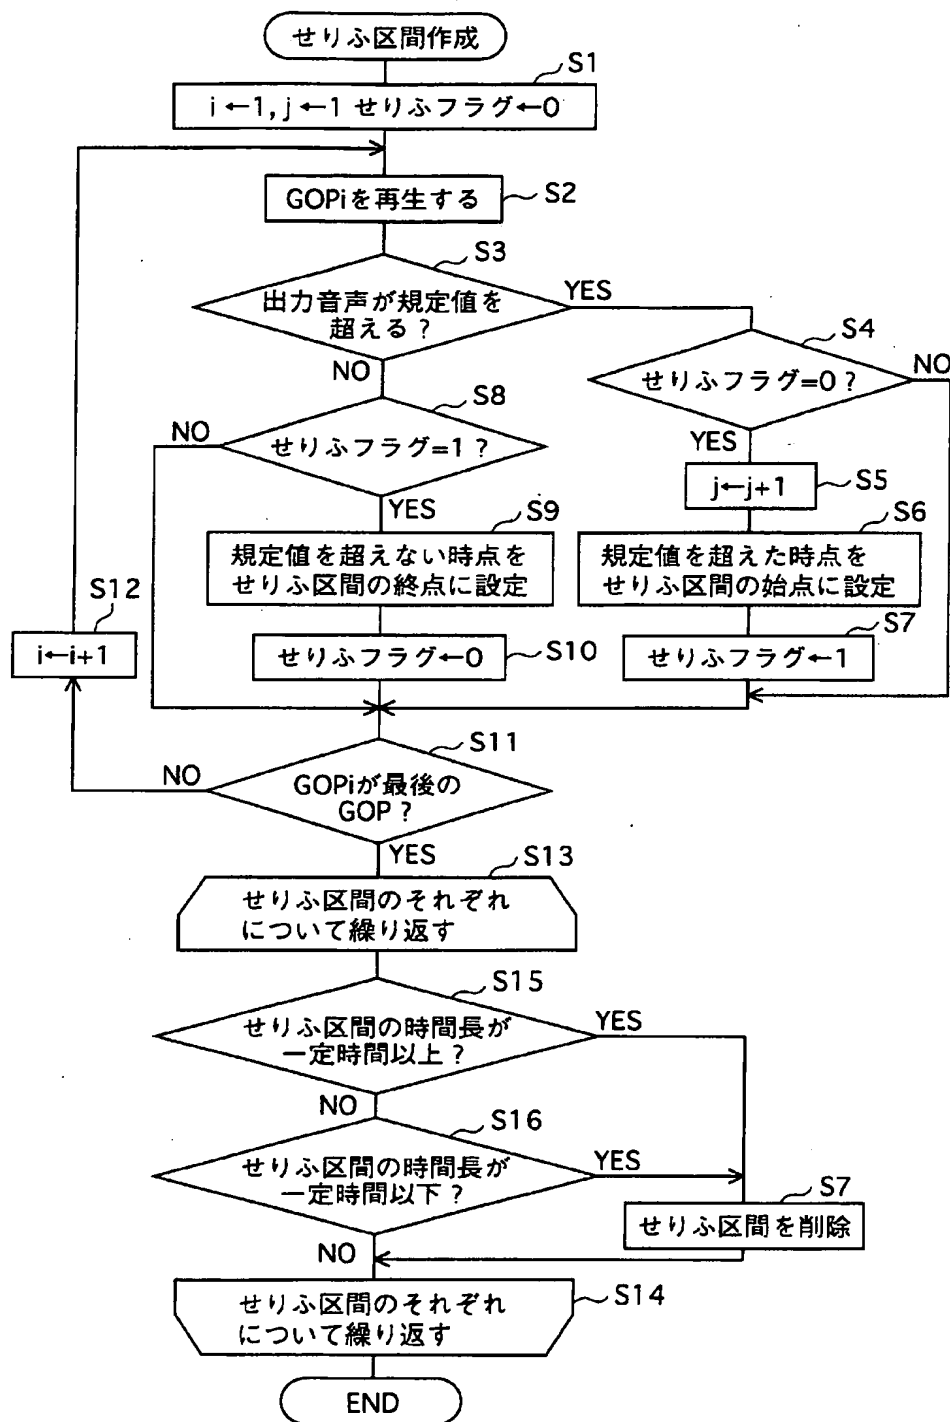 せりふ区間作成
S1
i←1, j←1 せりふフラグ←0
GOPiを再生する
S2
S3
出力音声が規定値を
超える？
YES
NO
S4
せりふフラグ=0？
NO
YES
S8
せりふフラグ=1？
NO
YES
j←j+1
S5
S9
規定値を超えない時点を
せりふ区間の終点に設定
S6
規定値を超えた時点を
せりふ区間の始点に設定
S12
i←i+1
せりふフラグ←0
S10
S7
せりふフラグ←1
S11
GOPiが最後の
GOP？
NO
YES
S13
せりふ区間のそれぞれ
について繰り返す
S15
せりふ区間の時間長が
一定時間以上？
YES
NO
S16
せりふ区間の時間長が
一定時間以下？
YES
NO
S7
せりふ区間を削除
せりふ区間のそれぞれ
について繰り返す
S14
END